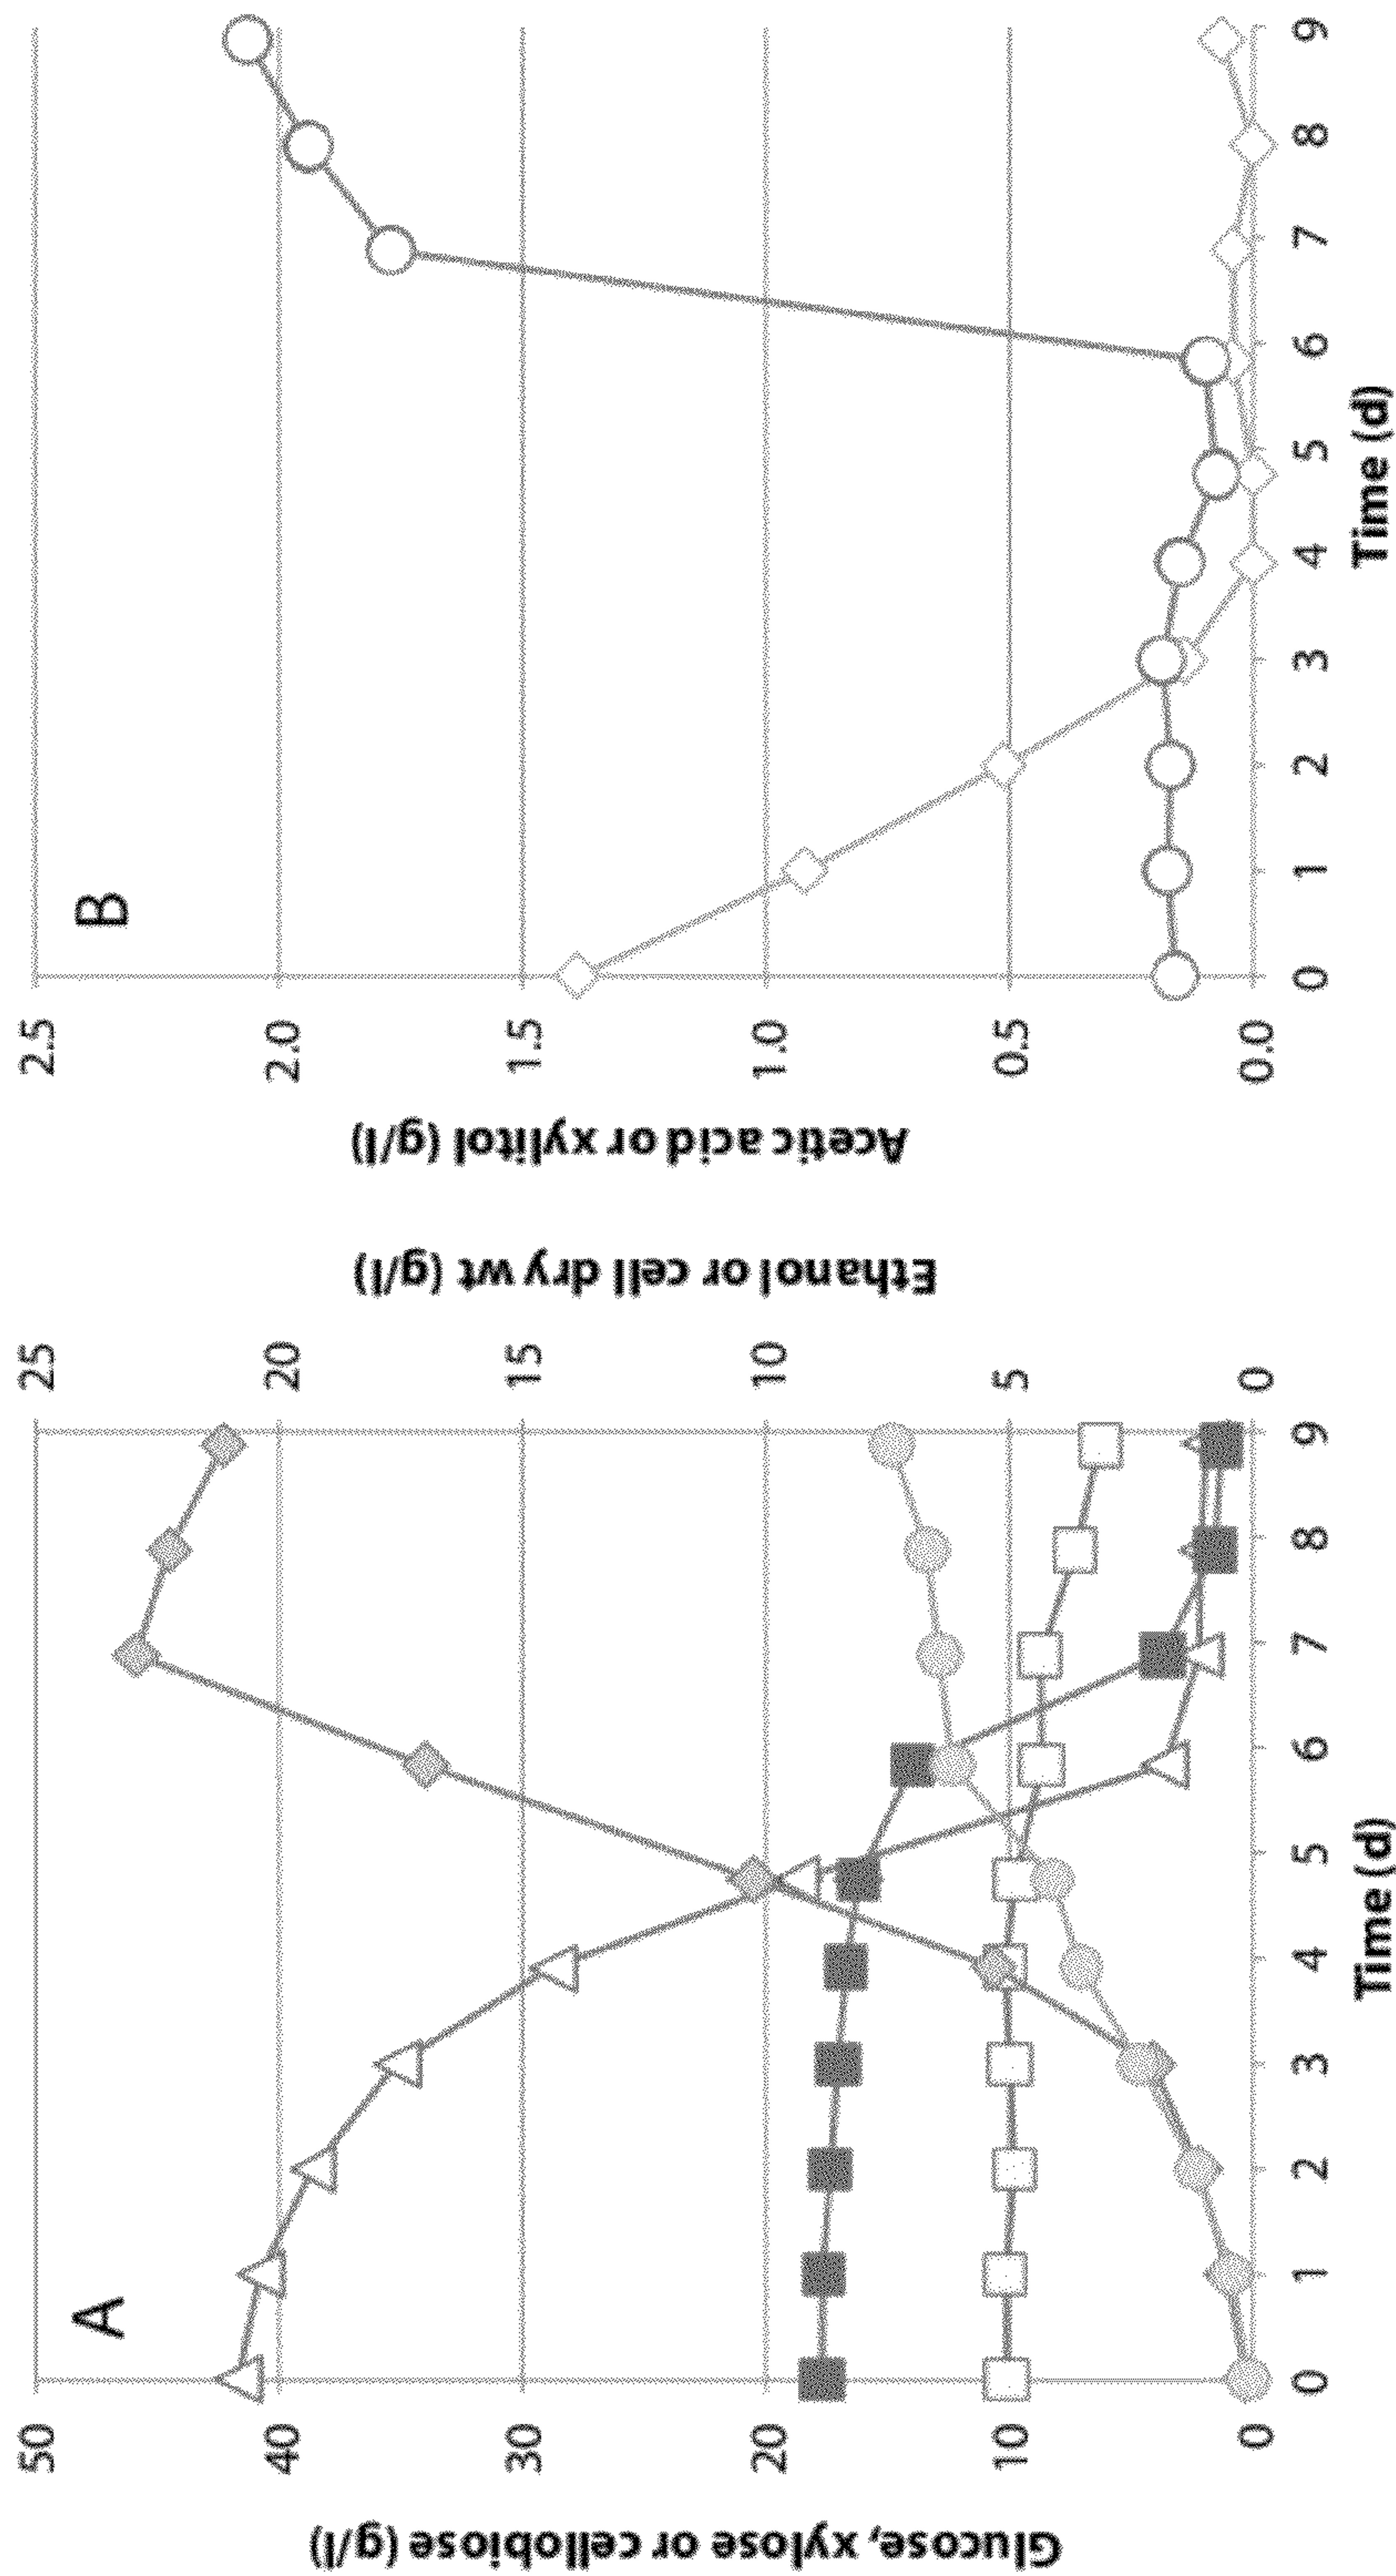 A
Glucose, xylose or cellobiose (g/l)
50
40
30
20
10
0
0 1 2 3 4 5 6 7 8 9
Time (d)
25
20
15
10
5
0
Ethanol or cell dry wt (g/l)
B
Acetic acid or xylitol (g/l)
2.5
2.0
1.5
1.0
0.5
0.0
0 1 2 3 4 5 6 7 8 9
Time (d)